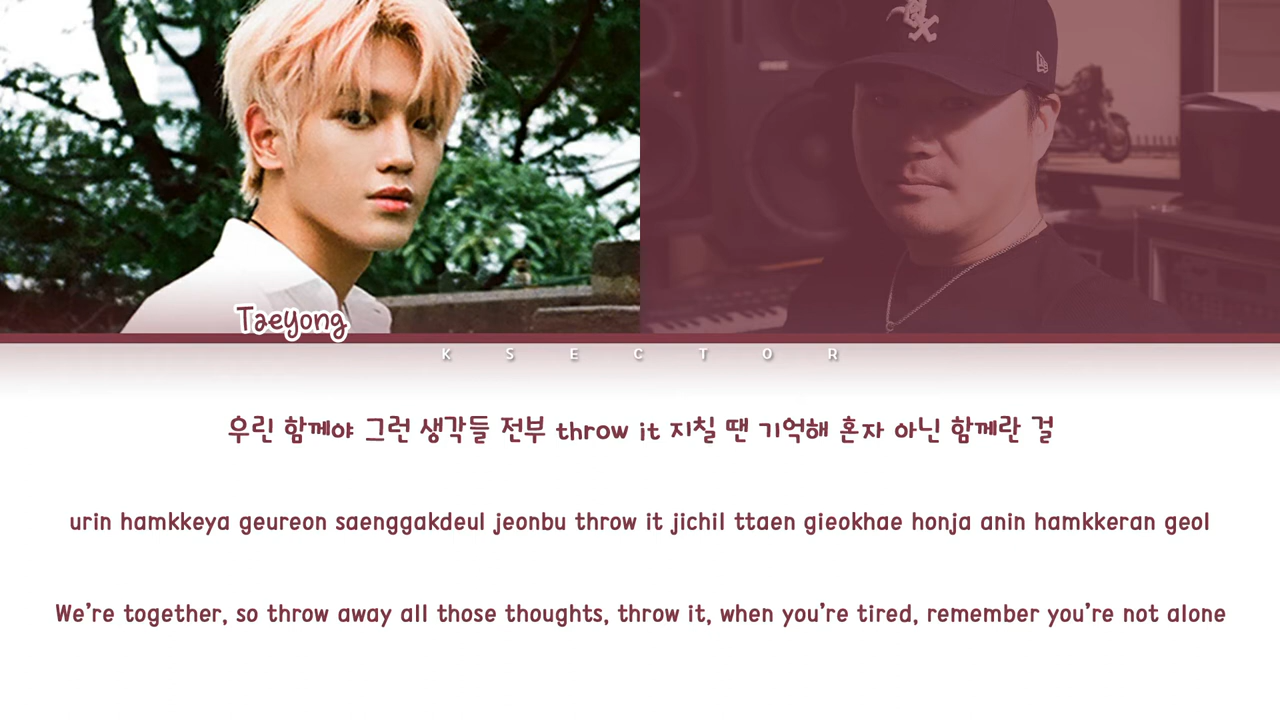 Taeyong
K S E C T O R
우린 함께야 그런 생각들 전부 throw it 지칠 땐 기억해 혼자 아닌 함께란 걸
urin hamkkeya geureon saenggakdeul jeonbu throw it jichil ttaen gieokhae honja anin hamkkeran geol
We're together, so throw away all those thoughts, throw it, when you're tired, remember you're not alone